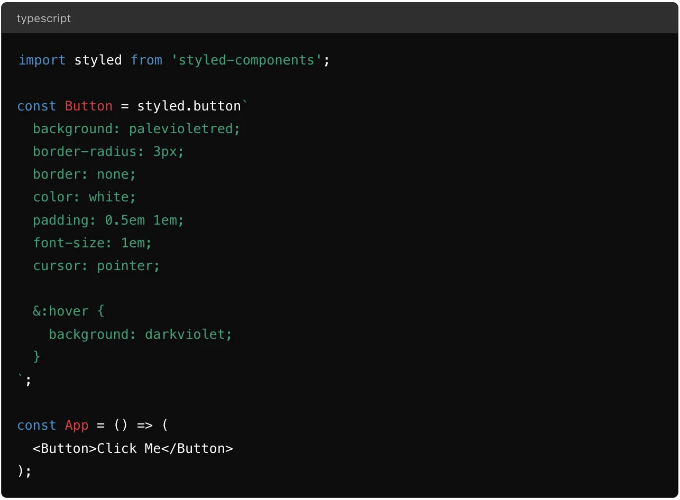 typescript
import styled from 'styled-components';
const Button = styled.button`
  background: palevioletred;
  border-radius: 3px;
  border: none;
  color: white;
  padding: 0.5em 1em;
  font-size: 1em;
  cursor: pointer;
  &:hover {
    background: darkviolet;
  }
`;
const App = () => (
  <Button>Click Me</Button>
);